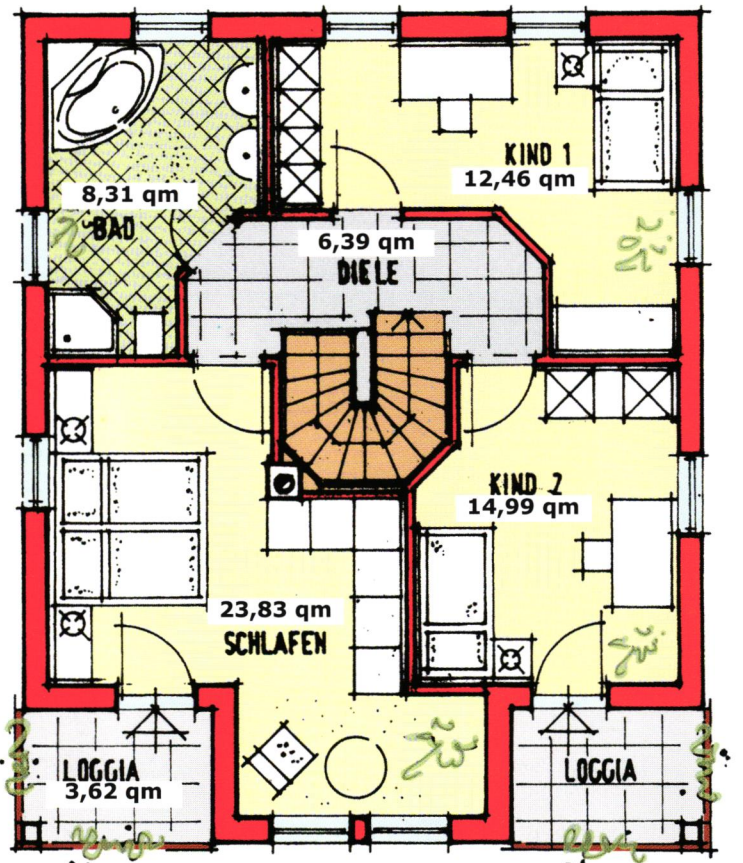 KIND 1
12,46 qm
8,31 qm
BAD
6,39 qm
DIELE
KIND 2
14,99 qm
23,83 qm
SCHLAFEN
LOGGIA
3,62 qm
LOGGIA